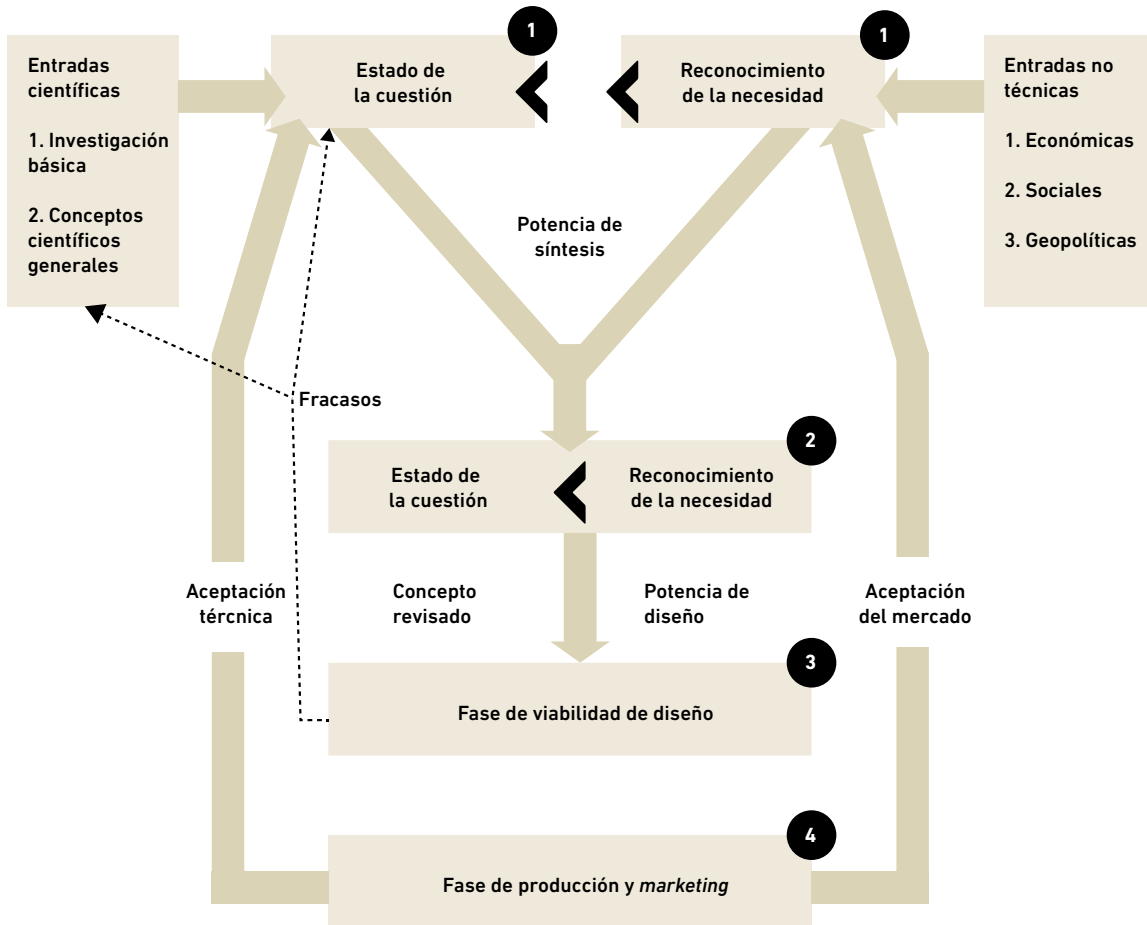 Entradas
científicas
1. Investigación
básica
2. Conceptos
científicos
generales
1
Estado de
la cuestión
1
Reconocimiento
de la necesidad
Entradas no
técnicas
1. Económicas
2. Sociales
3. Geopolíticas
Potencia de
síntesis
Fracasos
2
Estado de
la cuestión
Reconocimiento
de la necesidad
Aceptación
tércnica
Concepto
revisado
Potencia de
diseño
Aceptación
del mercado
3
Fase de viabilidad de diseño
4
Fase de producción y marketing